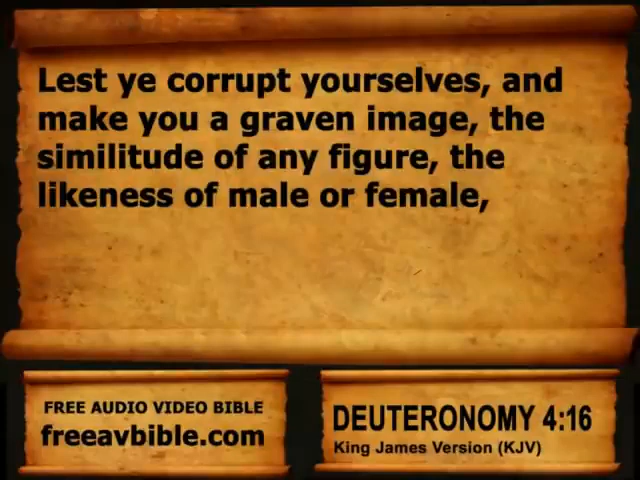 Lest ye corrupt yourselves, and
make you a graven image, the
similitude of any figure, the
likeness of male or female,
FREE AUDIO VIDEO BIBLE
freeavbible.com
DEUTERONOMY 4:16
King James Version (KJV)